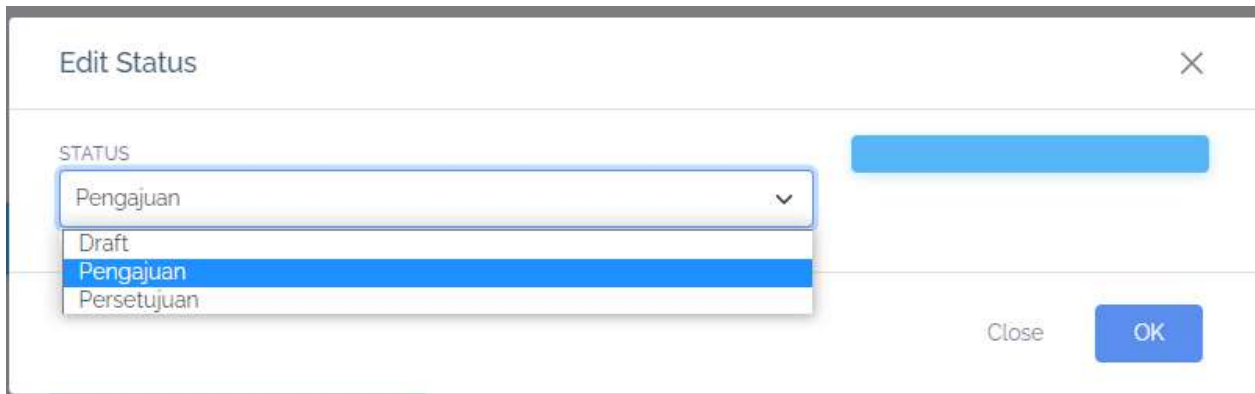 Edit Status
STATUS
Pengajuan
Draft
Pengajuan
Persetujuan
Close
OK